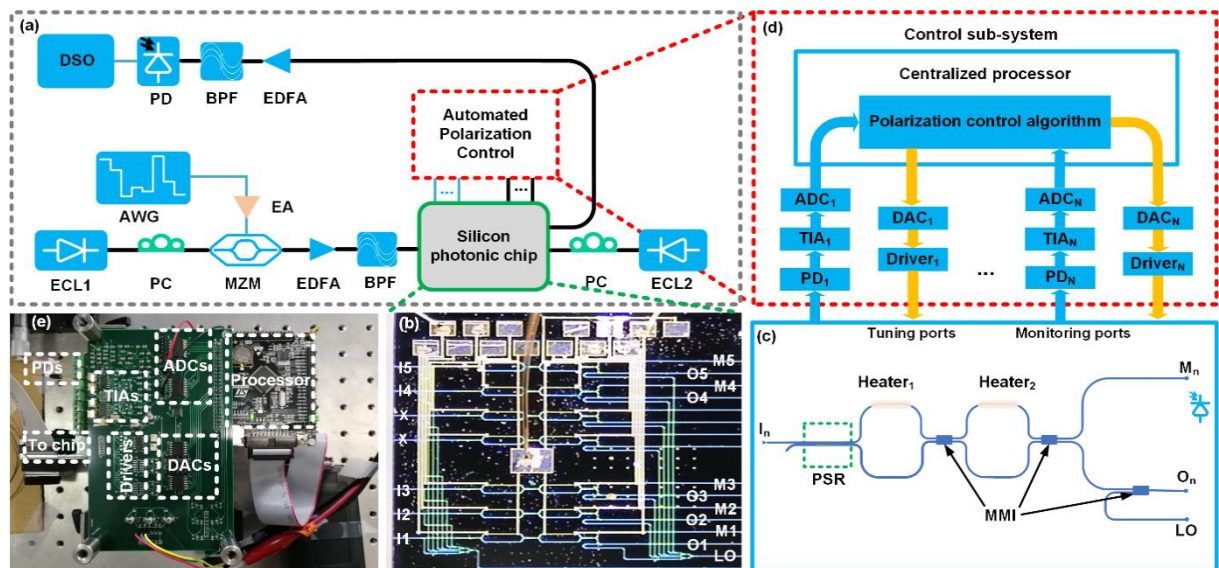 (a)
DSO
PD
BPF
EDFA
Automated
Polarization
Control
...
...
AWG
EA
Silicon
photonic chip
ECL1
PC
MZM
EDFA
BPF
PC
ECL2
(d)
Control sub-system
Centralized processor
Polarization control algorithm
ADC1
DAC1
ADCN
DACN
TIA1
Driver1
...
TIAN
DriverN
PD1
PDN
Tuning ports
Monitoring ports
(e)
PDs
ADCs
TIAs
Processor
To chip
Drivers
DACs
(b)
I5
I4
X
X
I3
I2
I1
M5
O5
M4
O4
M3
O3
M2
O2
M1
O1
LO
(c)
Heater1
Heater2
Mn
In
PSR
MMI
On
LO